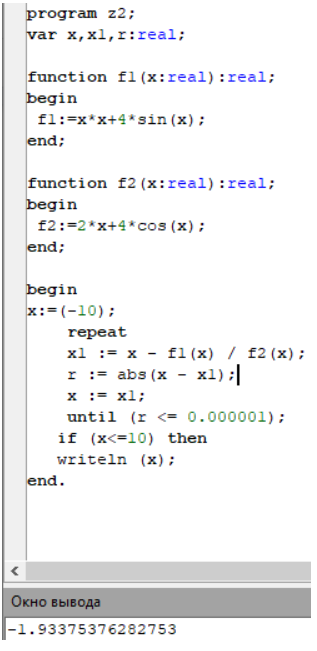 program z2;
var x,x1,r:real;
function f1(x:real):real;
begin
f1:=x*x+4*sin(x);
end;
function f2(x:real):real;
begin
f2:=2*x+4*cos(x);
end;
begin
x:=(-10);
repeat
x1 := x - f1(x) / f2(x);
r := abs(x - x1);
x := x1;
until (r <= 0.000001);
if (x<=10) then
writeln (x);
end.
Окно вывода
-1.93375376282753